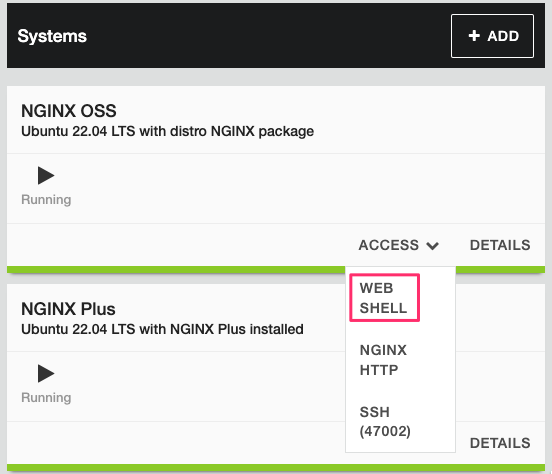 Systems
+ ADD
NGINX OSS
Ubuntu 22.04 LTS with distro NGINX package
Running
ACCESS DETAILS
WEB
SHELL
NGINX Plus
Ubuntu 22.04 LTS with NGINX Plus installed
NGINX
HTTP
Running
SSH
(47002)
DETAILS